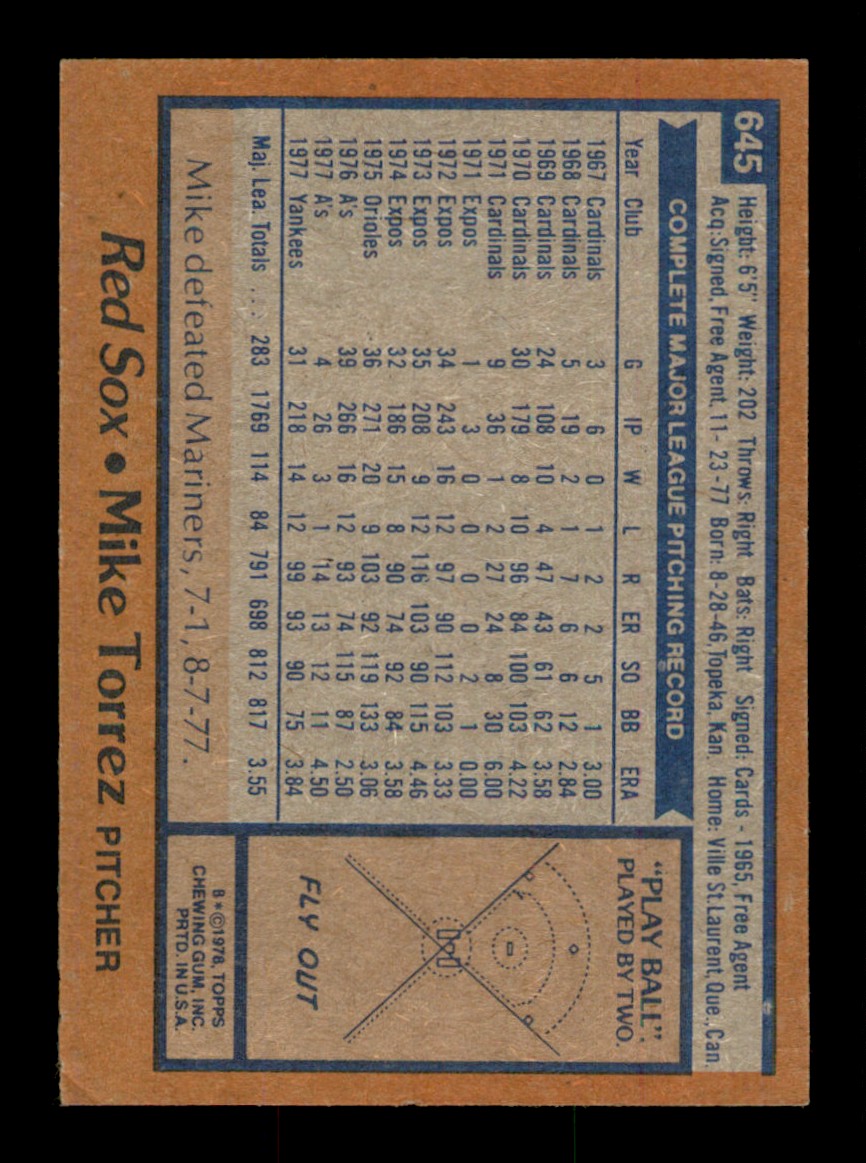 645
Height: 6'5" Weight: 202 Throws: Right Bats: Right Signed: Cards - 1965, Free Agent
Acq: Signed, Free Agent, 11-23-77 Born: 8-28-46, Topeka, Kan. Home: Ville St. Laurent, Que., Can.
COMPLETE MAJOR LEAGUE PITCHING RECORD
Year Club G IP W L R ER SO BB ERA
1967 Cardinals 3 6 0 1 2 2 5 1 3.00
1968 Cardinals 5 19 2 1 7 6 6 12 2.84
1969 Cardinals 24 108 10 4 47 43 61 62 3.58
1970 Cardinals 30 179 8 10 96 84 100 103 4.22
1971 Cardinals 9 36 1 2 27 24 8 30 6.00
1971 Expos 1 3 0 0 0 0 2 1 0.00
1972 Expos 34 243 16 12 97 90 112 103 3.33
1973 Expos 35 208 9 12 116 103 90 115 4.46
1974 Expos 32 186 15 8 90 74 92 84 3.58
1975 Orioles 36 271 20 9 103 92 119 133 3.06
1976 A's 39 266 16 12 93 74 115 87 2.50
1977 A's 4 26 3 1 14 13 12 11 4.50
1977 Yankees 31 218 14 12 99 93 90 75 3.84
Maj. Lea. Totals ... 283 1769 114 84 791 698 812 817 3.55
Mike defeated Mariners, 7-1, 8-7-77.
"PLAY BALL".
PLAYED BY TWO.
FLY OUT
B*©1978, TOPPS
CHEWING GUM, INC.
PRTD. IN U.S.A.
Red Sox • Mike Torrez PITCHER